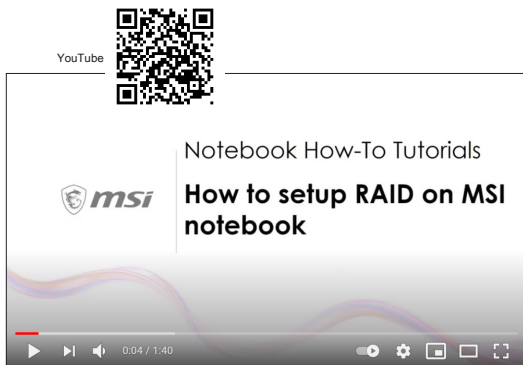 YouTube
Notebook How-To Tutorials
msi
How to setup RAID on MSI
notebook
0:04 / 1:40